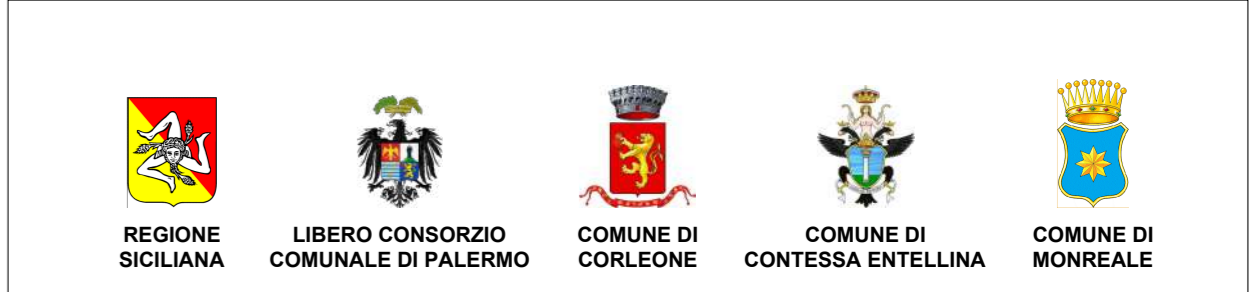 REGIONE
SICILIANA
LIBERO CONSORZIO
COMUNALE DI PALERMO
COMUNE DI
CORLEONE
COMUNE DI
CONTESSA ENTELLINA
COMUNE DI
MONREALE